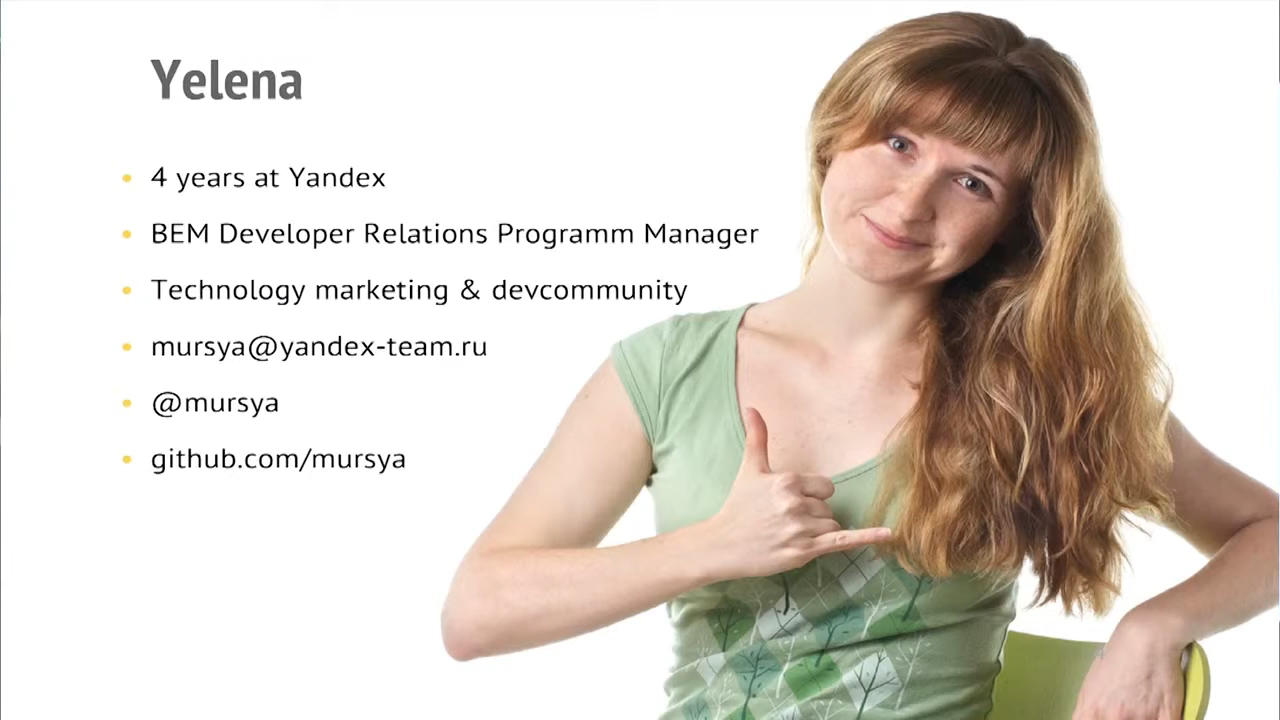 Yelena
4 years at Yandex
BEM Developer Relations Programm Manager
Technology marketing & devcommunity
mursya@yandex-team.ru
@mursya
github.com/mursya